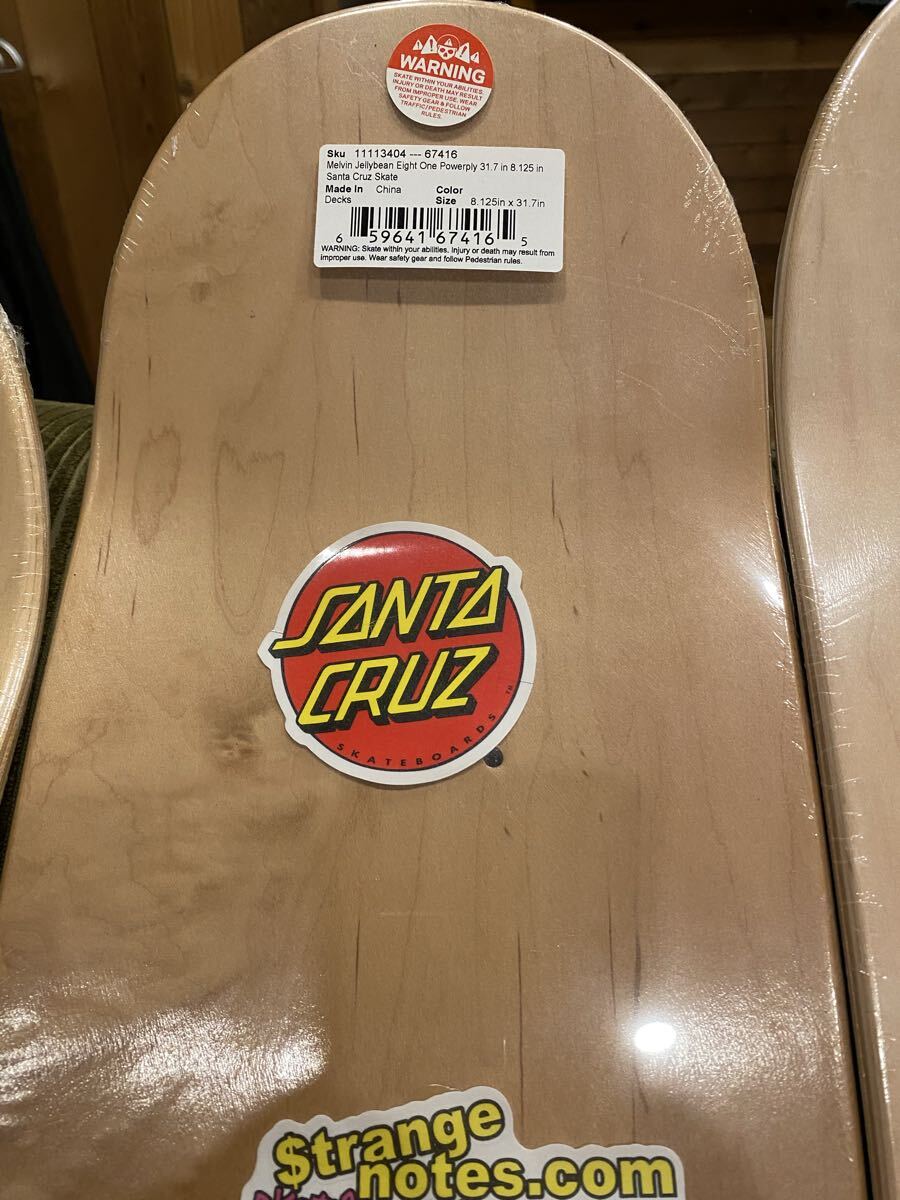 WARNING
SKATE WITHIN YOUR ABILITIES.
INJURY OR DEATH MAY RESULT
FROM IMPROPER USE. WEAR
SAFETY GEAR & FOLLOW
TRAFFIC/PEDESTRIAN
RULES.
Sku 11113404 --- 67416
Melvin Jellybean Eight One Powerply 31.7 in 8.125 in
Santa Cruz Skate
Made In China Color
Decks Size 8.125in x 31.7in
6 59641 67416 5
WARNING: Skate within your abilities. Injury or death may result from
improper use. Wear safety gear and follow Pedestrian rules.
SANTA
CRUZ
TM
SKATEBOARDS
$trange
notes.com